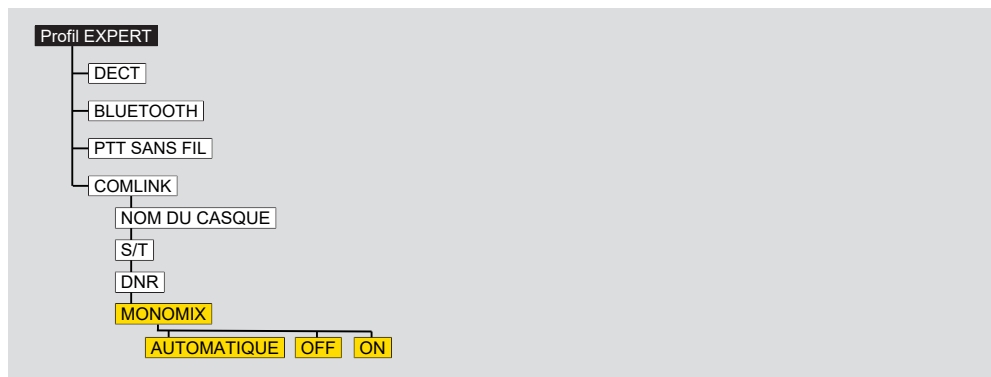 Profil EXPERT
DECT
BLUETOOTH
PTT SANS FIL
COMLINK
NOM DU CASQUE
S/T
DNR
MONOMIX
AUTOMATIQUE OFF ON